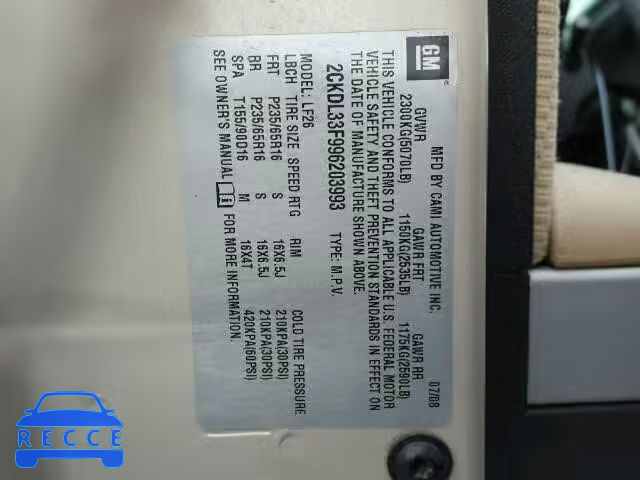 GM
MFD BY CAMI AUTOMOTIVE INC. 07/08
GVWR GAWR FRT GAWR RR
2300KG(5070LB) 1150KG(2535LB) 1175KG(2590LB)
THIS VEHICLE CONFORMS TO ALL APPLICABLE U.S. FEDERAL MOTOR
VEHICLE SAFETY AND THEFT PREVENTION STANDARDS IN EFFECT ON
THE DATE OF MANUFACTURE SHOWN ABOVE.
2CKDL33F996203993 TYPE: M.P.V.
MODEL: LF26
LBCH TIRE SIZE SPEED RTG RIM COLD TIRE PRESSURE
FRT P235/65R16 S 16X6.5J 210KPA(30PSI)
RR P235/65R16 S 16X6.5J 210KPA(30PSI)
SPA T155/90D16 M 16X4T 420KPA(60PSI)
SEE OWNER'S MANUAL FOR MORE INFORMATION.
RECCE